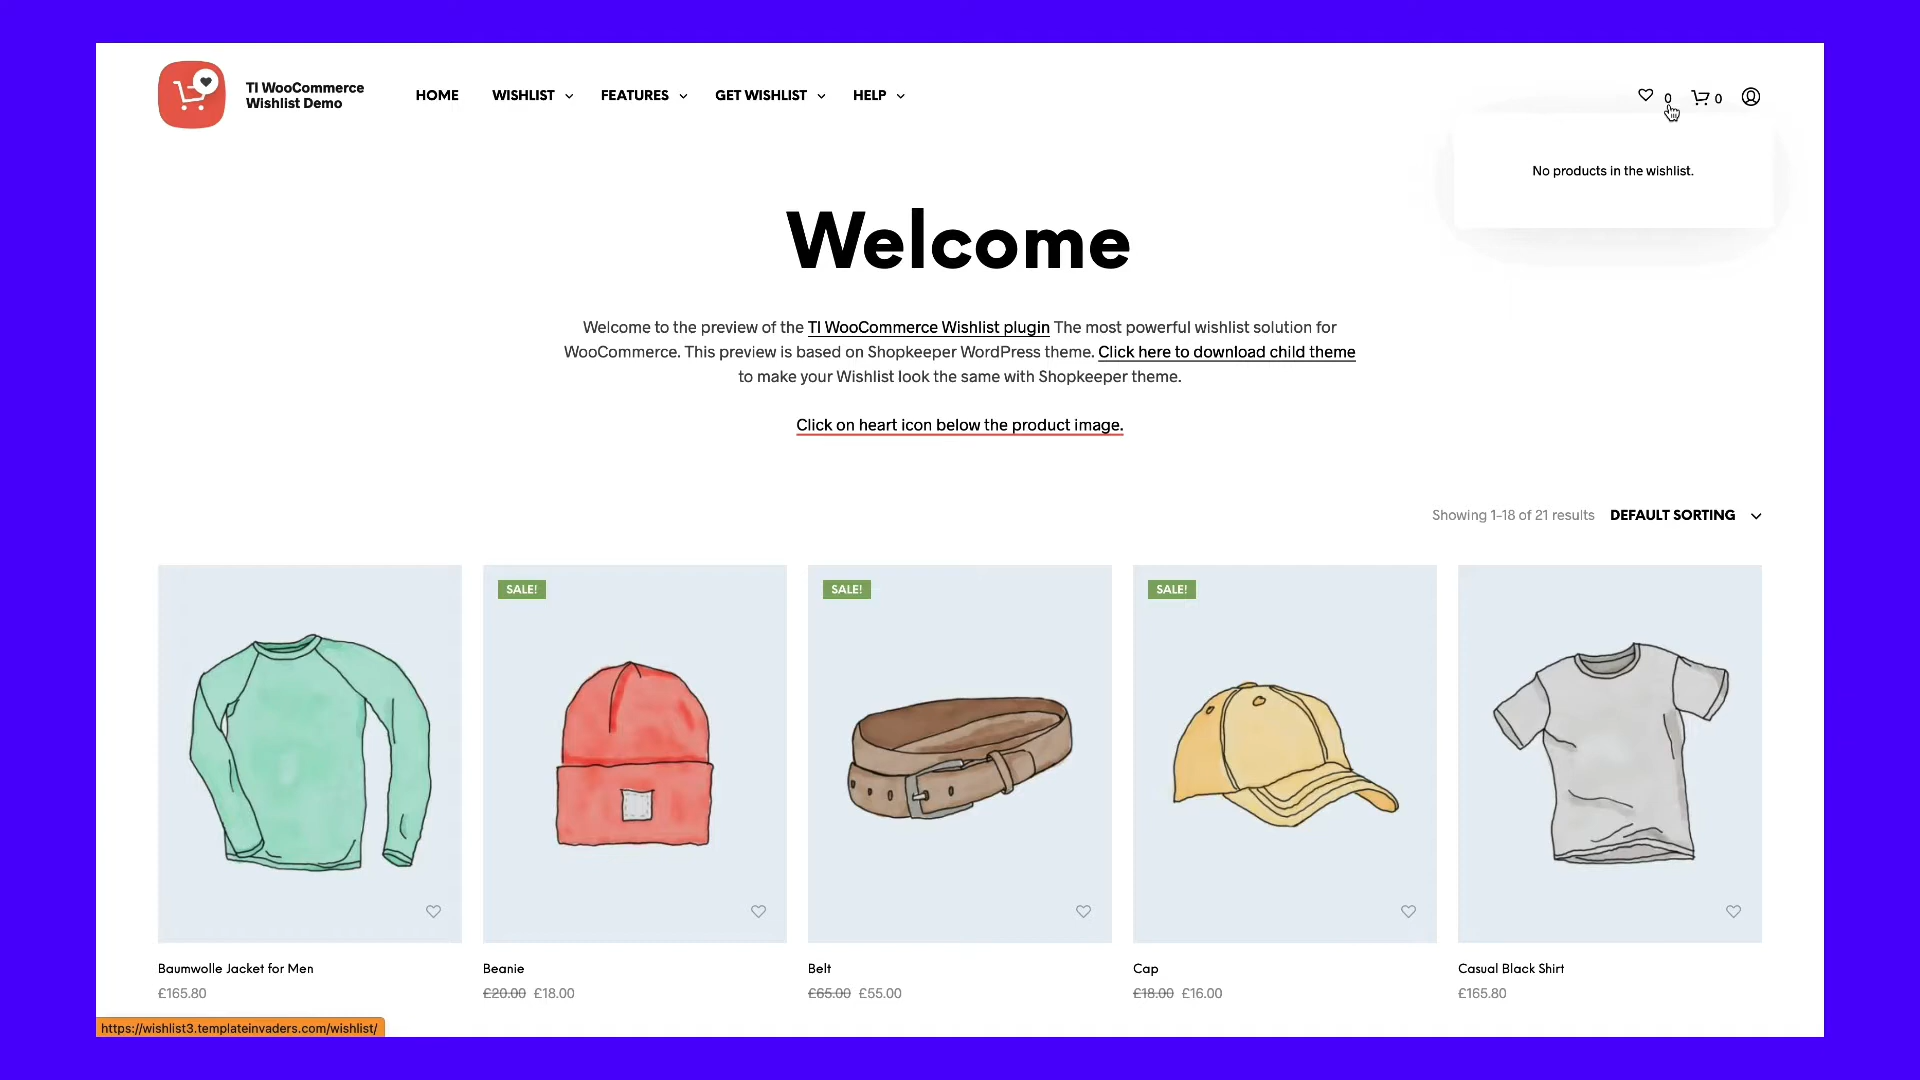 TI WooCommerce
Wishlist Demo
HOME WISHLIST FEATURES GET WISHLIST HELP
0 0
No products in the wishlist.
Welcome
Welcome to the preview of the TI WooCommerce Wishlist plugin The most powerful wishlist solution for
WooCommerce. This preview is based on Shopkeeper WordPress theme. Click here to download child theme
to make your Wishlist look the same with Shopkeeper theme.
Click on heart icon below the product image.
Showing 1–18 of 21 results DEFAULT SORTING
SALE! SALE! SALE!
Baumwolle Jacket for Men Beanie Belt Cap Casual Black Shirt
£165.80 £20.00 £18.00 £65.00 £55.00 £18.00 £16.00 £165.80
https://wishlist3.templateinvaders.com/wishlist/